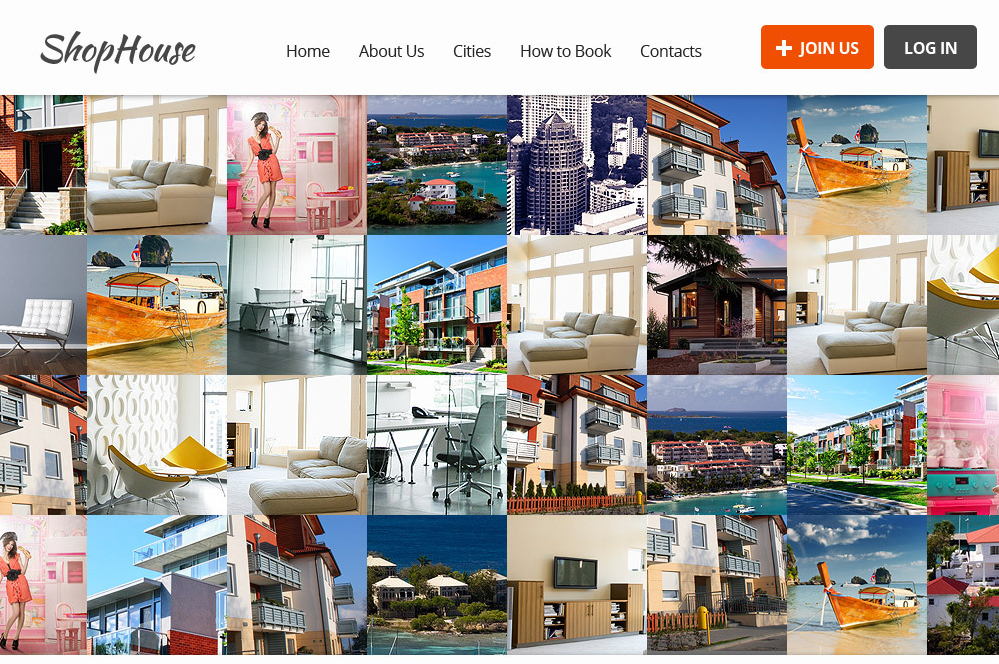 ShopHouse
Home About Us Cities How to Book Contacts
JOIN US
LOG IN